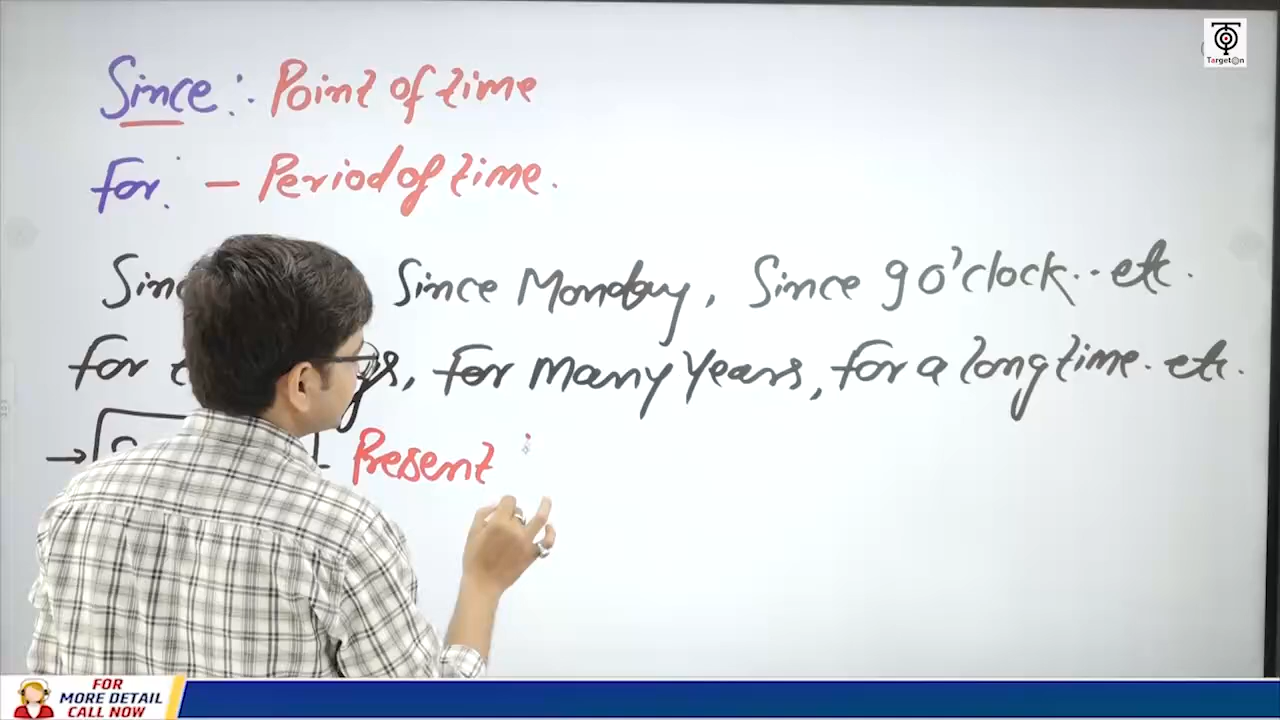 Since : Point of time
For : - Period of time.
Since Monday, Since 9 o'clock.. etc.
For many years, for a long time. etc.
→ Present
TargetOn
FOR
MORE DETAIL
CALL NOW